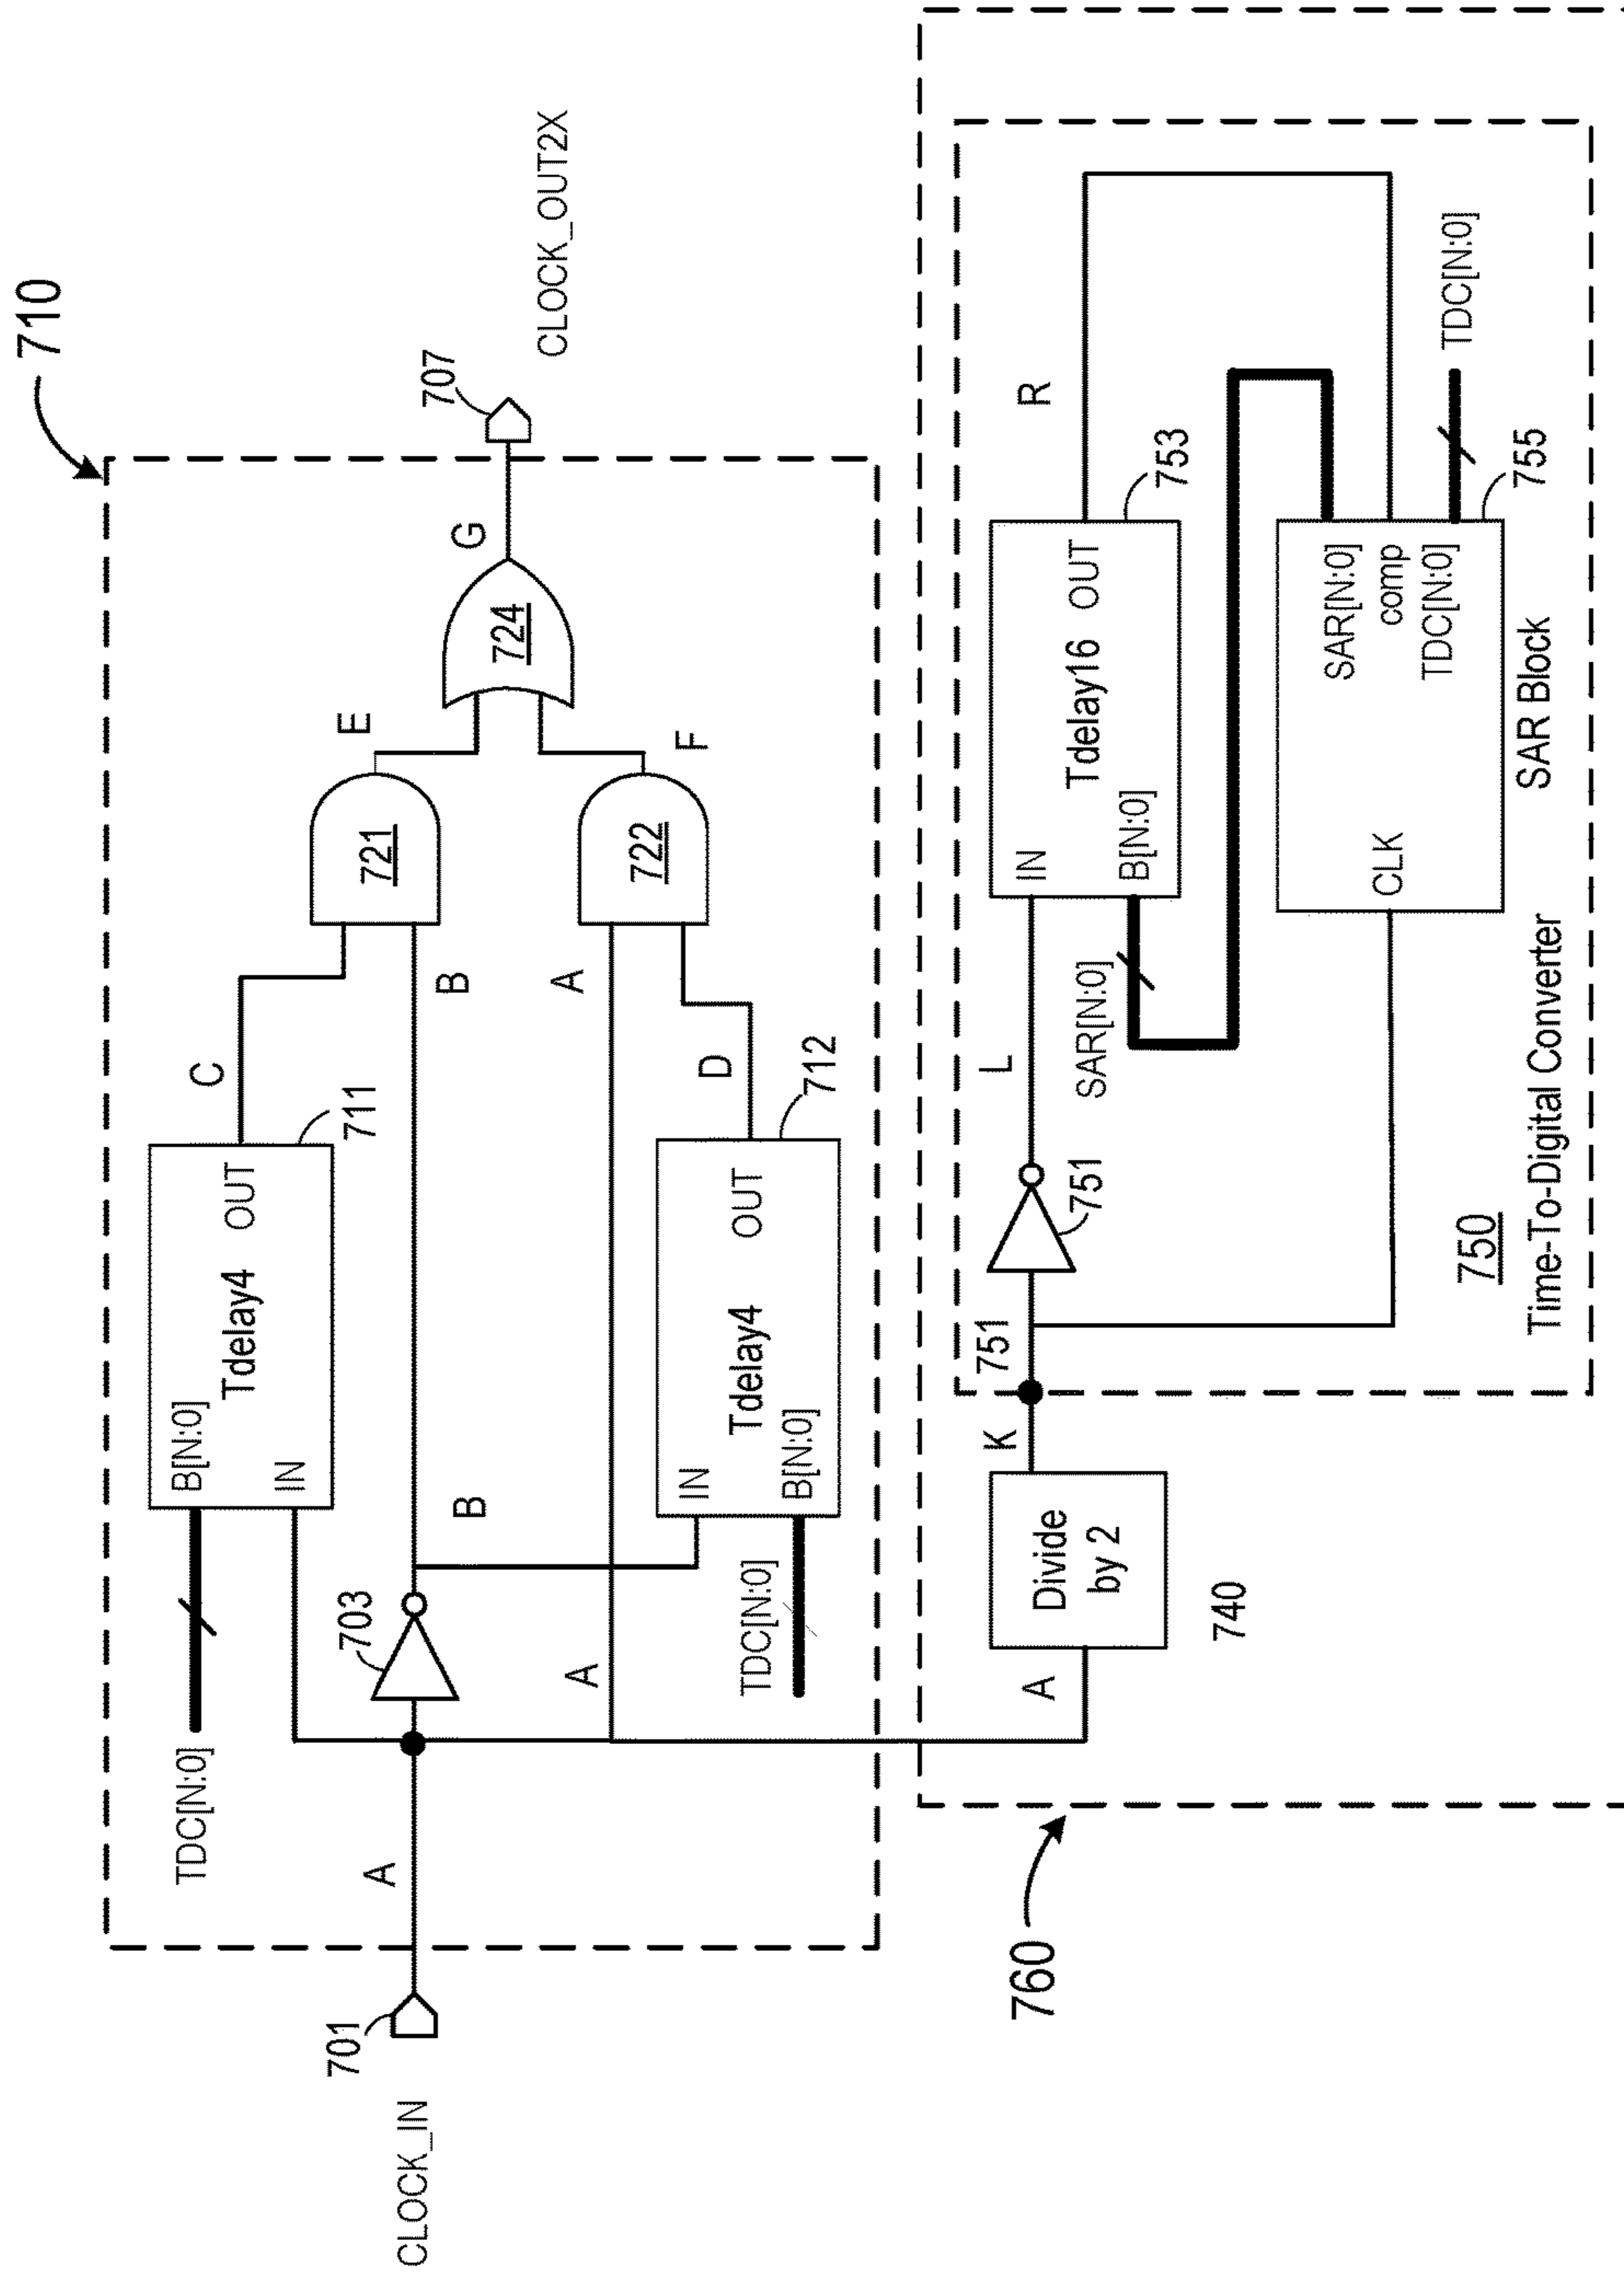 710
CLOCK_IN
701
A
TDC[N:0]
B[N:0]
IN
Tdelay4
OUT
711
C
703
B
B
A
A
TDC[N:0]
IN
B[N:0]
Tdelay4
OUT
712
D
721
722
E
F
724
G
707
CLOCK_OUT2X
760
A
Divide
by 2
740
K
751
751
L
SAR[N:0]
IN
B[N:0]
Tdelay16
OUT
753
R
CLK
SAR[N:0]
comp
TDC[N:0]
755
TDC[N:0]
SAR Block
750
Time-To-Digital Converter